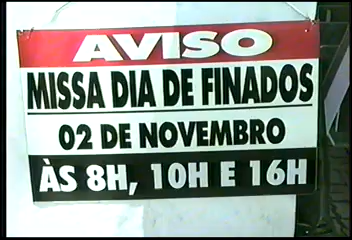 AVISO
MISSA DIA DE FINADOS
02 DE NOVEMBRO
ÀS 8H, 10H E 16H